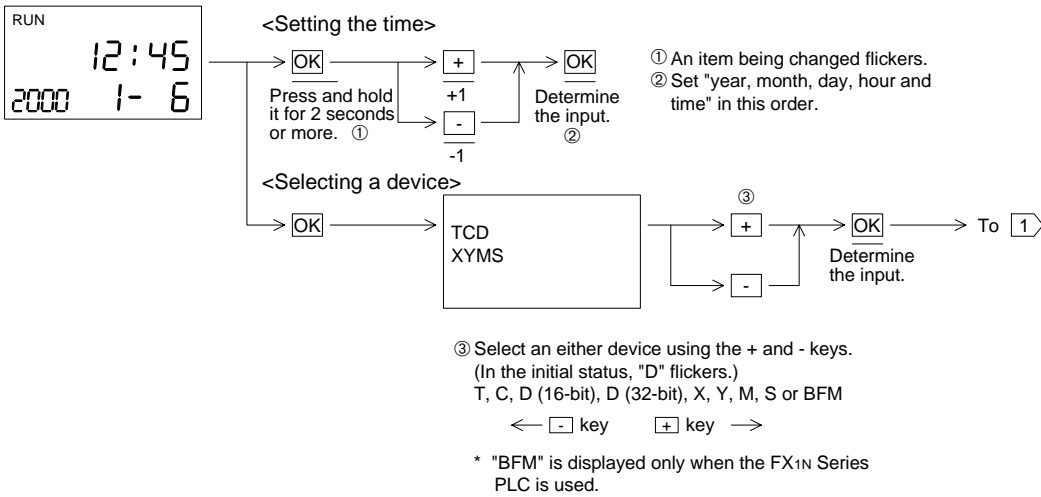 RUN
12:45
2000 1- 6
<Setting the time>
OK
Press and hold
it for 2 seconds
or more. ①
+
+1
-
-1
OK
Determine
the input.
②
① An item being changed flickers.
② Set "year, month, day, hour and
time" in this order.
<Selecting a device>
OK
TCD
XYMS
③
+
-
OK
Determine
the input.
To 1
③ Select an either device using the + and - keys.
(In the initial status, "D" flickers.)
T, C, D (16-bit), D (32-bit), X, Y, M, S or BFM
← - key + key →
* "BFM" is displayed only when the FX1N Series
PLC is used.